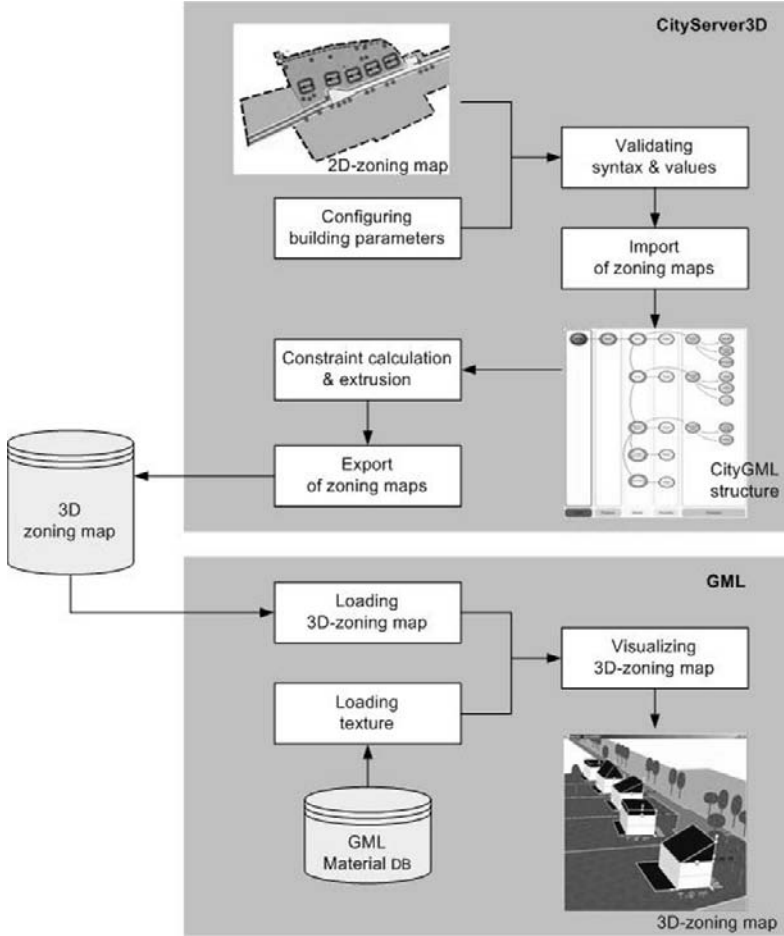 CityServer3D
2D-zoning map
Validating
syntax & values
Configuring
building parameters
Import
of zoning maps
Constraint calculation
& extrusion
CityGML
structure
Export
of zoning maps
3D
zoning map
GML
Loading
3D-zoning map
Visualizing
3D-zoning map
Loading
texture
GML
Material DB
3D-zoning map